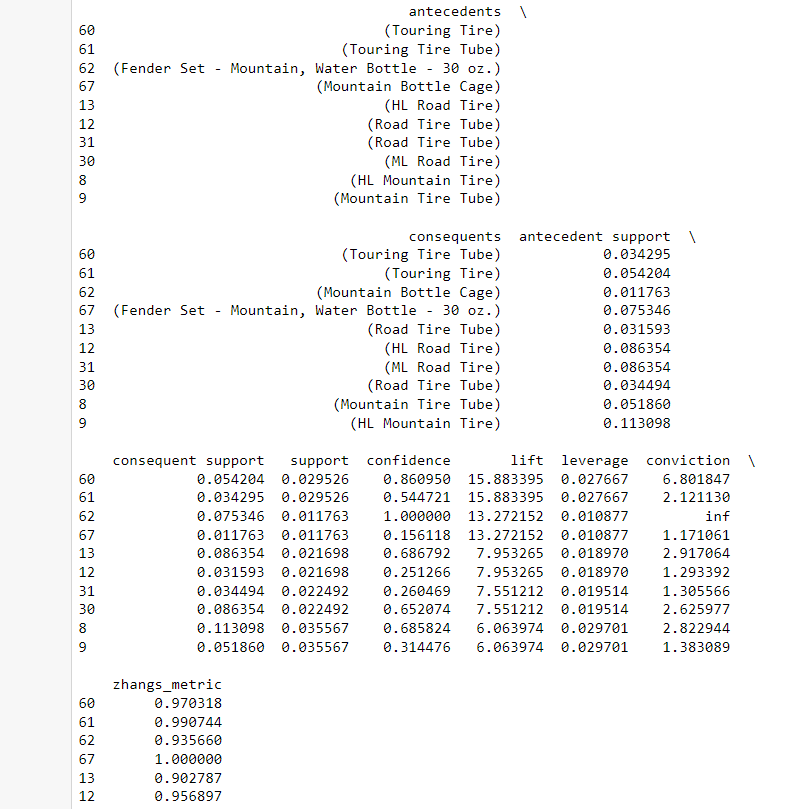 antecedents \
60 (Touring Tire)
61 (Touring Tire Tube)
62 (Fender Set - Mountain, Water Bottle - 30 oz.)
67 (Mountain Bottle Cage)
13 (HL Road Tire)
12 (Road Tire Tube)
31 (Road Tire Tube)
30 (ML Road Tire)
8 (HL Mountain Tire)
9 (Mountain Tire Tube)
consequents antecedent support \
60 (Touring Tire Tube) 0.034295
61 (Touring Tire) 0.054204
62 (Mountain Bottle Cage) 0.011763
67 (Fender Set - Mountain, Water Bottle - 30 oz.) 0.075346
13 (Road Tire Tube) 0.031593
12 (HL Road Tire) 0.086354
31 (ML Road Tire) 0.086354
30 (Road Tire Tube) 0.034494
8 (Mountain Tire Tube) 0.051860
9 (HL Mountain Tire) 0.113098
consequent support support confidence lift leverage conviction \
60 0.054204 0.029526 0.860950 15.883395 0.027667 6.801847
61 0.034295 0.029526 0.544721 15.883395 0.027667 2.121130
62 0.075346 0.011763 1.000000 13.272152 0.010877 inf
67 0.011763 0.011763 0.156118 13.272152 0.010877 1.171061
13 0.086354 0.021698 0.686792 7.953265 0.018970 2.917064
12 0.031593 0.021698 0.251266 7.953265 0.018970 1.293392
31 0.034494 0.022492 0.260469 7.551212 0.019514 1.305566
30 0.086354 0.022492 0.652074 7.551212 0.019514 2.625977
8 0.113098 0.035567 0.685824 6.063974 0.029701 2.822944
9 0.051860 0.035567 0.314476 6.063974 0.029701 1.383089
zhangs_metric
60 0.970318
61 0.990744
62 0.935660
67 1.000000
13 0.902787
12 0.956897